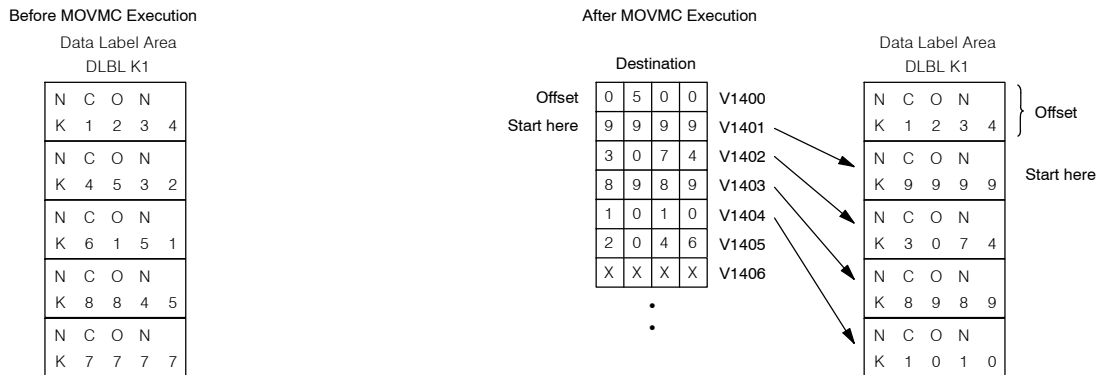 Before MOVMC Execution
Data Label Area
DLBL K1
N C O N
K 1 2 3 4
N C O N
K 4 5 3 2
N C O N
K 6 1 5 1
N C O N
K 8 8 4 5
N C O N
K 7 7 7 7
After MOVMC Execution
Destination
Offset 0 5 0 0 V1400
Start here 9 9 9 9 V1401
3 0 7 4 V1402
8 9 8 9 V1403
1 0 1 0 V1404
2 0 4 6 V1405
X X X X V1406
Data Label Area
DLBL K1
N C O N
K 1 2 3 4
Offset
N C O N
K 9 9 9 9
Start here
N C O N
K 3 0 7 4
N C O N
K 8 9 8 9
N C O N
K 1 0 1 0